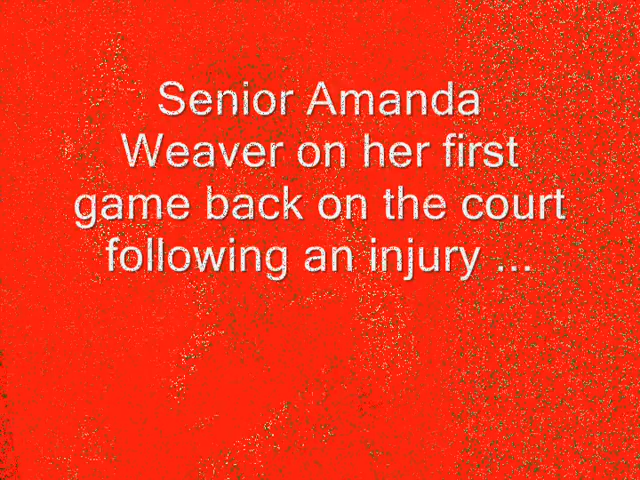 Senior Amanda
Weaver on her first
game back on the court
following an injury ...